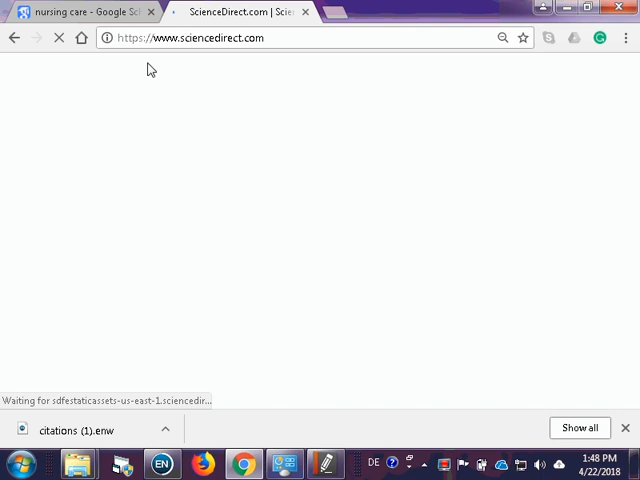 nursing care - Google Sch
ScienceDirect.com | Scie
https://www.sciencedirect.com
Waiting for sdfestaticassets-us-east-1.sciencedir...
citations (1).enw
Show all
EN
DE
1:48 PM
4/22/2018